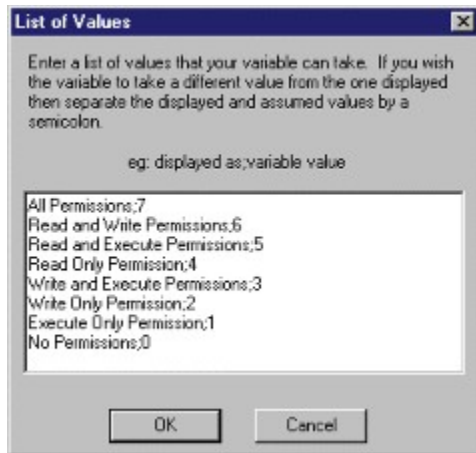 List of Values
Enter a list of values that your variable can take. If you wish
the variable to take a different value from the one displayed
then separate the displayed and assumed values by a
semicolon.
eg: displayed as;variable value
All Permissions;7
Read and Write Permissions;6
Read and Execute Permissions;5
Read Only Permission;4
Write and Execute Permissions;3
Write Only Permission;2
Execute Only Permission;1
No Permissions;0
OK
Cancel